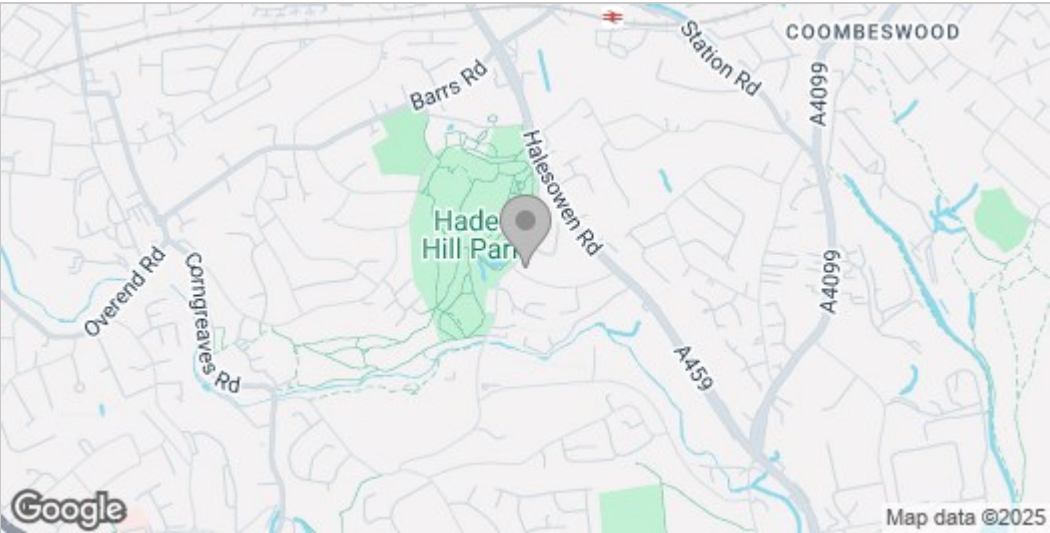 COOMBESWOOD
Station Rd
A4099
Barrs Rd
Halesowen Rd
Hade
Hill Park
A4099
Overend Rd
Corngreaves Rd
A459
Google
Map data ©2025